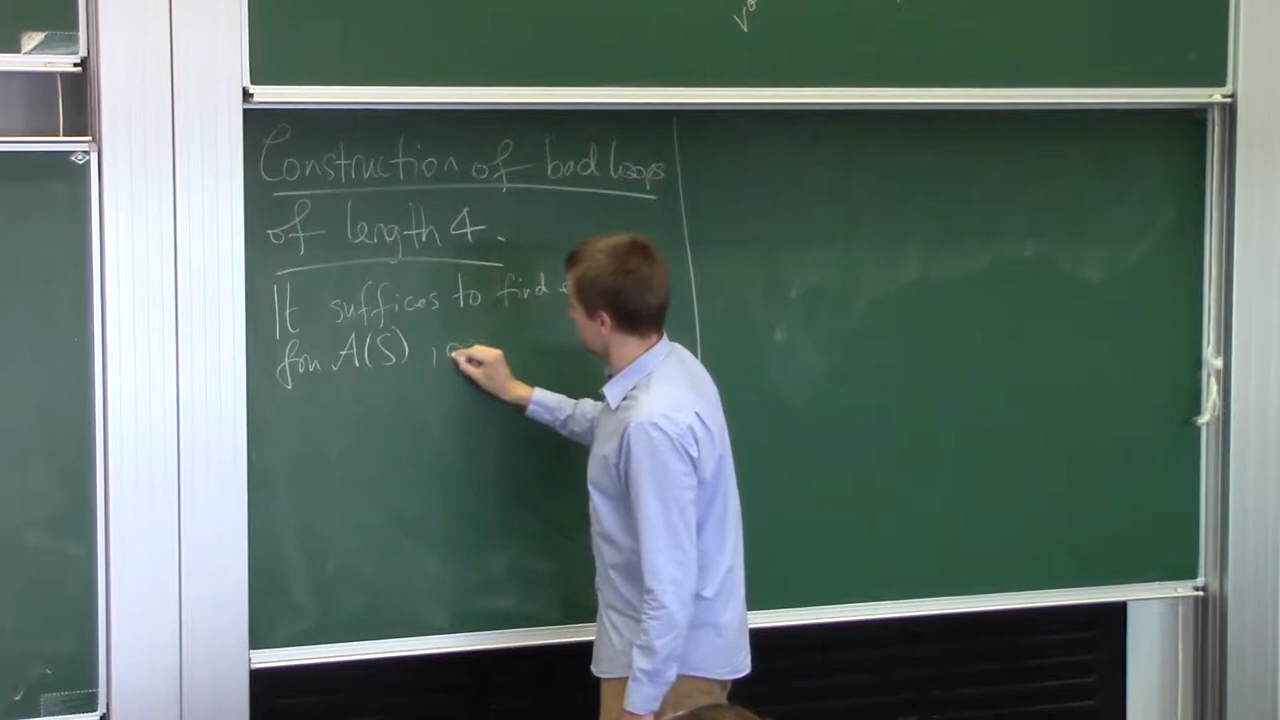 Construction of bad loops
of length 4.
It suffices to find
for A(S),